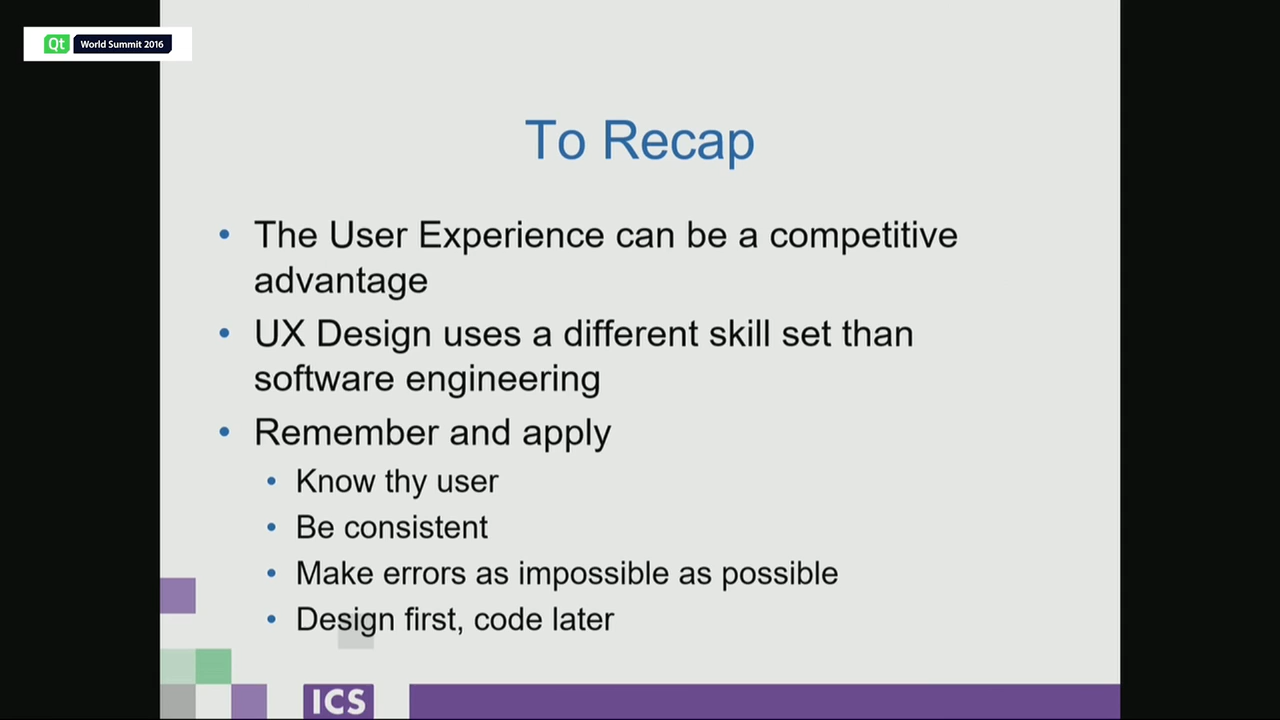 Qt World Summit 2016
To Recap
• The User Experience can be a competitive
advantage
• UX Design uses a different skill set than
software engineering
• Remember and apply
• Know thy user
• Be consistent
• Make errors as impossible as possible
• Design first, code later
ICS